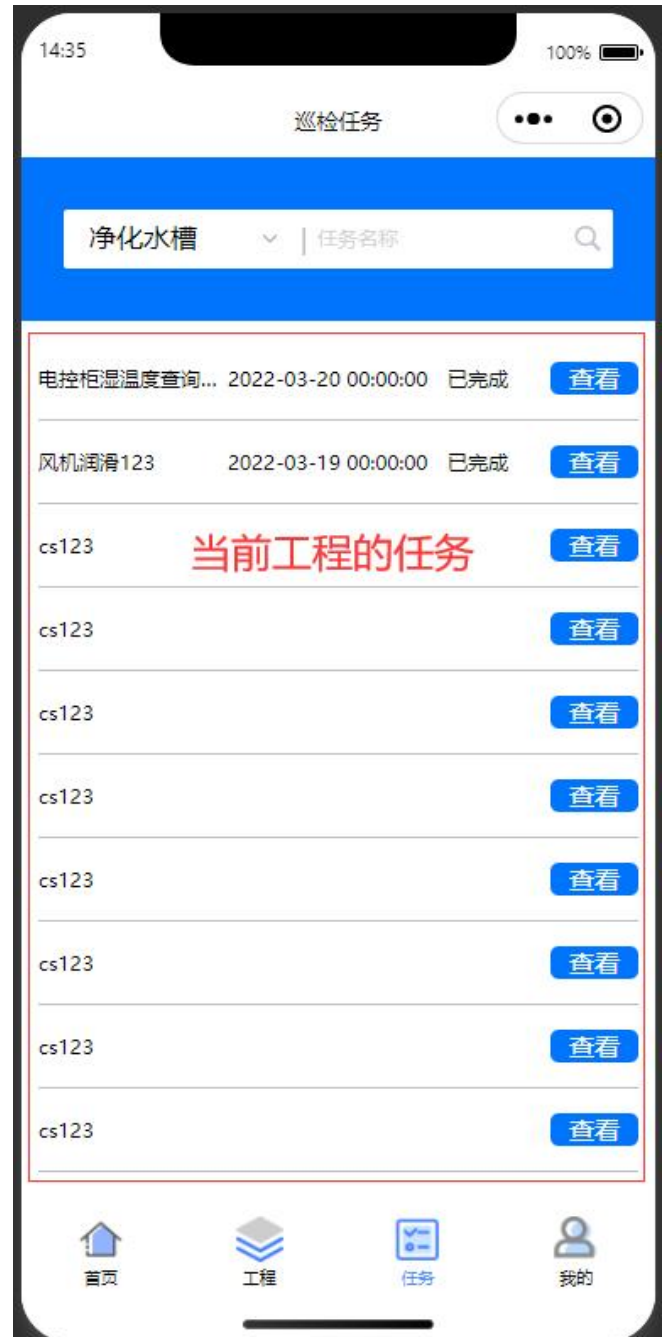 14:35 100%
巡检任务
净化水槽 | 任务名称
电控柜湿温度查询... 2022-03-20 00:00:00 已完成 查看
风机润滑123 2022-03-19 00:00:00 已完成 查看
cs123 当前工程的任务 查看
cs123 查看
cs123 查看
cs123 查看
cs123 查看
cs123 查看
cs123 查看
cs123 查看
首页 工程 任务 我的